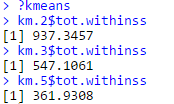 > ?kmeans
> km.2$tot.withinss
[1] 937.3457
> km.3$tot.withinss
[1] 547.1061
> km.5$tot.withinss
[1] 361.9308